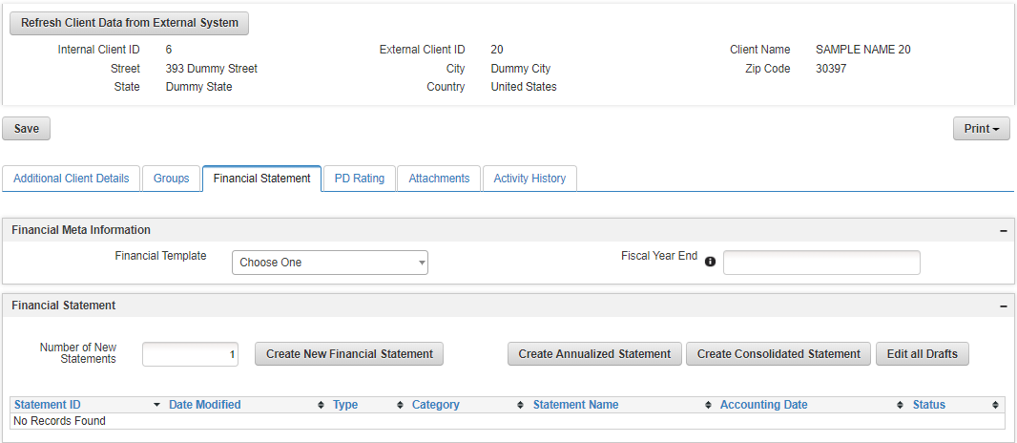 Refresh Client Data from External System
Internal Client ID 6 External Client ID 20 Client Name SAMPLE NAME 20
Street 393 Dummy Street City Dummy City Zip Code 30397
State Dummy State Country United States
Save Print
Additional Client Details Groups Financial Statement PD Rating Attachments Activity History
Financial Meta Information
Financial Template Choose One Fiscal Year End
Financial Statement
Number of New
Statements 1 Create New Financial Statement Create Annualized Statement Create Consolidated Statement Edit all Drafts
Statement ID Date Modified Type Category Statement Name Accounting Date Status
No Records Found